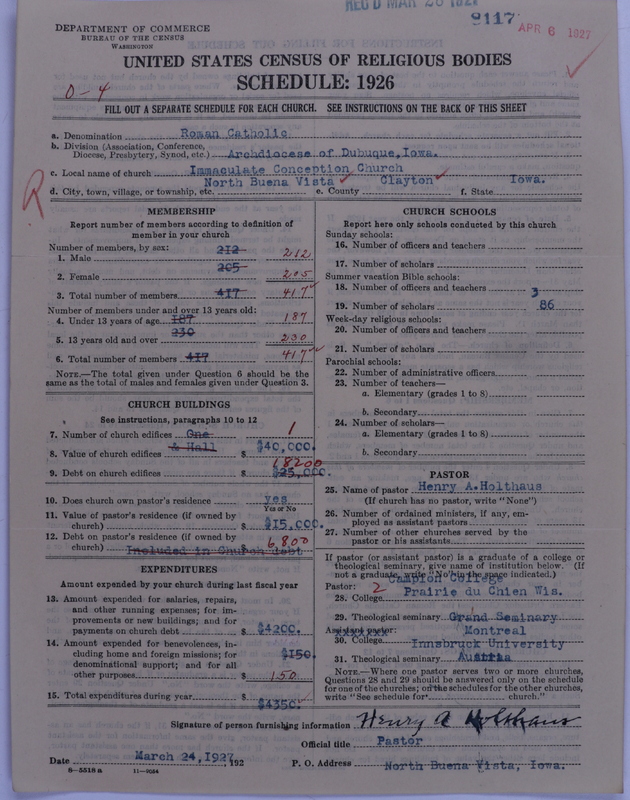 DEPARTMENT OF COMMERCE
BUREAU OF THE CENSUS
WASHINGTON
REC'D MAR 26 1927
9117
APR 6 1927
UNITED STATES CENSUS OF RELIGIOUS BODIES
SCHEDULE: 1926
0-4
FILL OUT A SEPARATE SCHEDULE FOR EACH CHURCH. SEE INSTRUCTIONS ON THE BACK OF THIS SHEET
a. Denomination Roman Catholic
b. Division (Association, Conference,
Diocese, Presbytery, Synod, etc.) Archdiocese of Dubuque, Iowa.
c. Local name of church Immaculate Conception Church
d. City, town, village, or township, etc. North Buena Vista e. County Clayton f. State Iowa.
R
MEMBERSHIP
Report number of members according to definition of
member in your church
Number of members, by sex:
1. Male 212 212
2. Female 205 205
3. Total number of members 417 417
Number of members under and over 13 years old:
4. Under 13 years of age 187 187
5. 13 years old and over 230 230
6. Total number of members 417 417
NOTE.—The total given under Question 6 should be the
same as the total of males and females given under Question 3.
CHURCH BUILDINGS
See instructions, paragraphs 10 to 12
7. Number of church edifices One 1
& Hall
8. Value of church edifices $ $40,000.
18200
9. Debt on church edifices $ $25,000.
10. Does church own pastor's residence yes
Yes or No
11. Value of pastor's residence (if owned by
church) $ $15,000.
12. Debt on pastor's residence (if owned by
church) Included in Church debt $ 6,800
EXPENDITURES
Amount expended by your church during last fiscal year
13. Amount expended for salaries, repairs,
and other running expenses; for im-
provements or new buildings; and for
payments on church debt $ $4200.
14. Amount expended for benevolences, in-
cluding home and foreign missions; for
denominational support; and for all
other purposes $ $150. 150
15. Total expenditures during year $ $4350.
CHURCH SCHOOLS
Report here only schools conducted by this church
Sunday schools:
16. Number of officers and teachers
17. Number of scholars
Summer vacation Bible schools:
18. Number of officers and teachers 3
19. Number of scholars 86
Week-day religious schools:
20. Number of officers and teachers
21. Number of scholars
Parochial schools:
22. Number of administrative officers
23. Number of teachers—
a. Elementary (grades 1 to 8)
b. Secondary
24. Number of scholars—
a. Elementary (grades 1 to 8)
b. Secondary
PASTOR
25. Name of pastor Henry A. Holthaus
(If church has no pastor, write "None")
26. Number of ordained ministers, if any, em-
ployed as assistant pastors
27. Number of other churches served by the
pastor or his assistants
If pastor (or assistant pastor) is a graduate of a college or
theological seminary, give name of institution below. (If
not a graduate, write "No" in the space indicated.)
Pastor: 2 Campion College
28. College Prairie du Chien Wis.
29. Theological seminary Grand Seminary
Assistant pastor: Montreal
30. College Innsbruck University
31. Theological seminary Austria
NOTE.—Where one pastor serves two or more churches,
Questions 28 and 29 should be answered only on the schedule
for one of the churches; on the schedules for the other churches,
write "See schedule for church."
Signature of person furnishing information Henry A Holthaus
Official title Pastor
Date March 24, 1927, 192 P. O. Address North Buena Vista, Iowa.
8—5518 a 11—9054